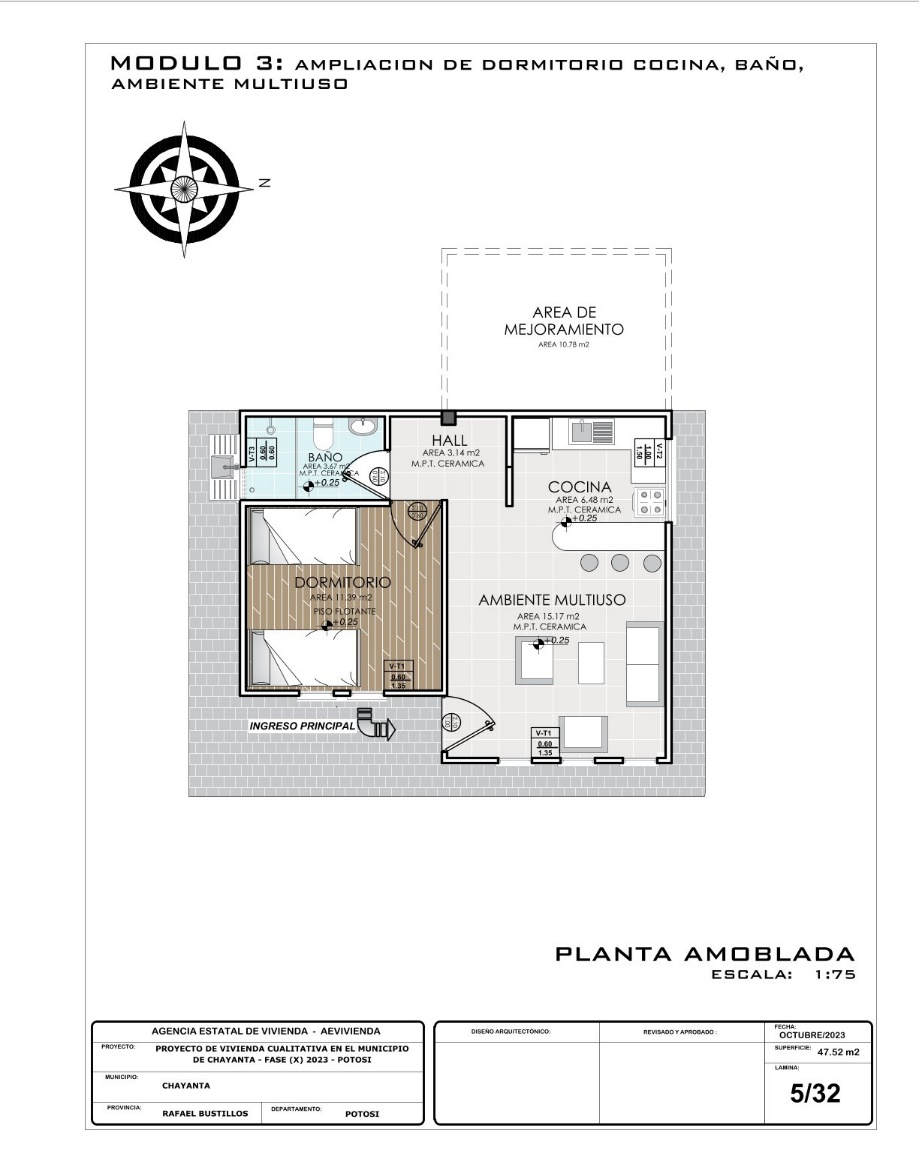 MODULO 3: AMPLIACION DE DORMITORIO COCINA, BAÑO,
AMBIENTE MULTIUSO
N
AREA DE
MEJORAMIENTO
AREA 10.78 m2
HALL
AREA 3.14 m2
M.P.T. CERAMICA
BAÑO
AREA 3.67 m2
M.P.T. CERAMICA
+0.25
V-T3
0.60
0.60
COCINA
AREA 6.48 m2
M.P.T. CERAMICA
+0.25
V-T2
1.00
1.50
DORMITORIO
AREA 11.39 m2
PISO FLOTANTE
+0.25
V-T1
0.60
1.35
AMBIENTE MULTIUSO
AREA 15.17 m2
M.P.T. CERAMICA
+0.25
INGRESO PRINCIPAL
V-T1
0.60
1.35
PLANTA AMOBLADA
ESCALA: 1:75
AGENCIA ESTATAL DE VIVIENDA - AEVIVIENDA
PROYECTO: PROYECTO DE VIVIENDA CUALITATIVA EN EL MUNICIPIO
DE CHAYANTA - FASE (X) 2023 - POTOSI
MUNICIPIO:
CHAYANTA
PROVINCIA: RAFAEL BUSTILLOS DEPARTAMENTO: POTOSI
DISEÑO ARQUITECTONICO:
REVISADO Y APROBADO :
FECHA:
OCTUBRE/2023
SUPERFICIE: 47.52 m2
LAMINA:
5/32